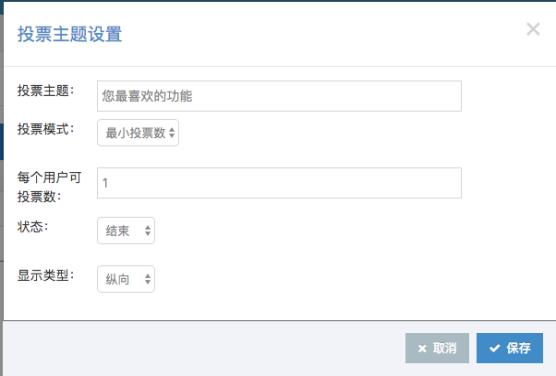 投票主题设置
投票主题：
您最喜欢的功能
投票模式：
最小投票数
每个用户可
投票数：
1
状态：
结束
显示类型：
纵向
取消
保存